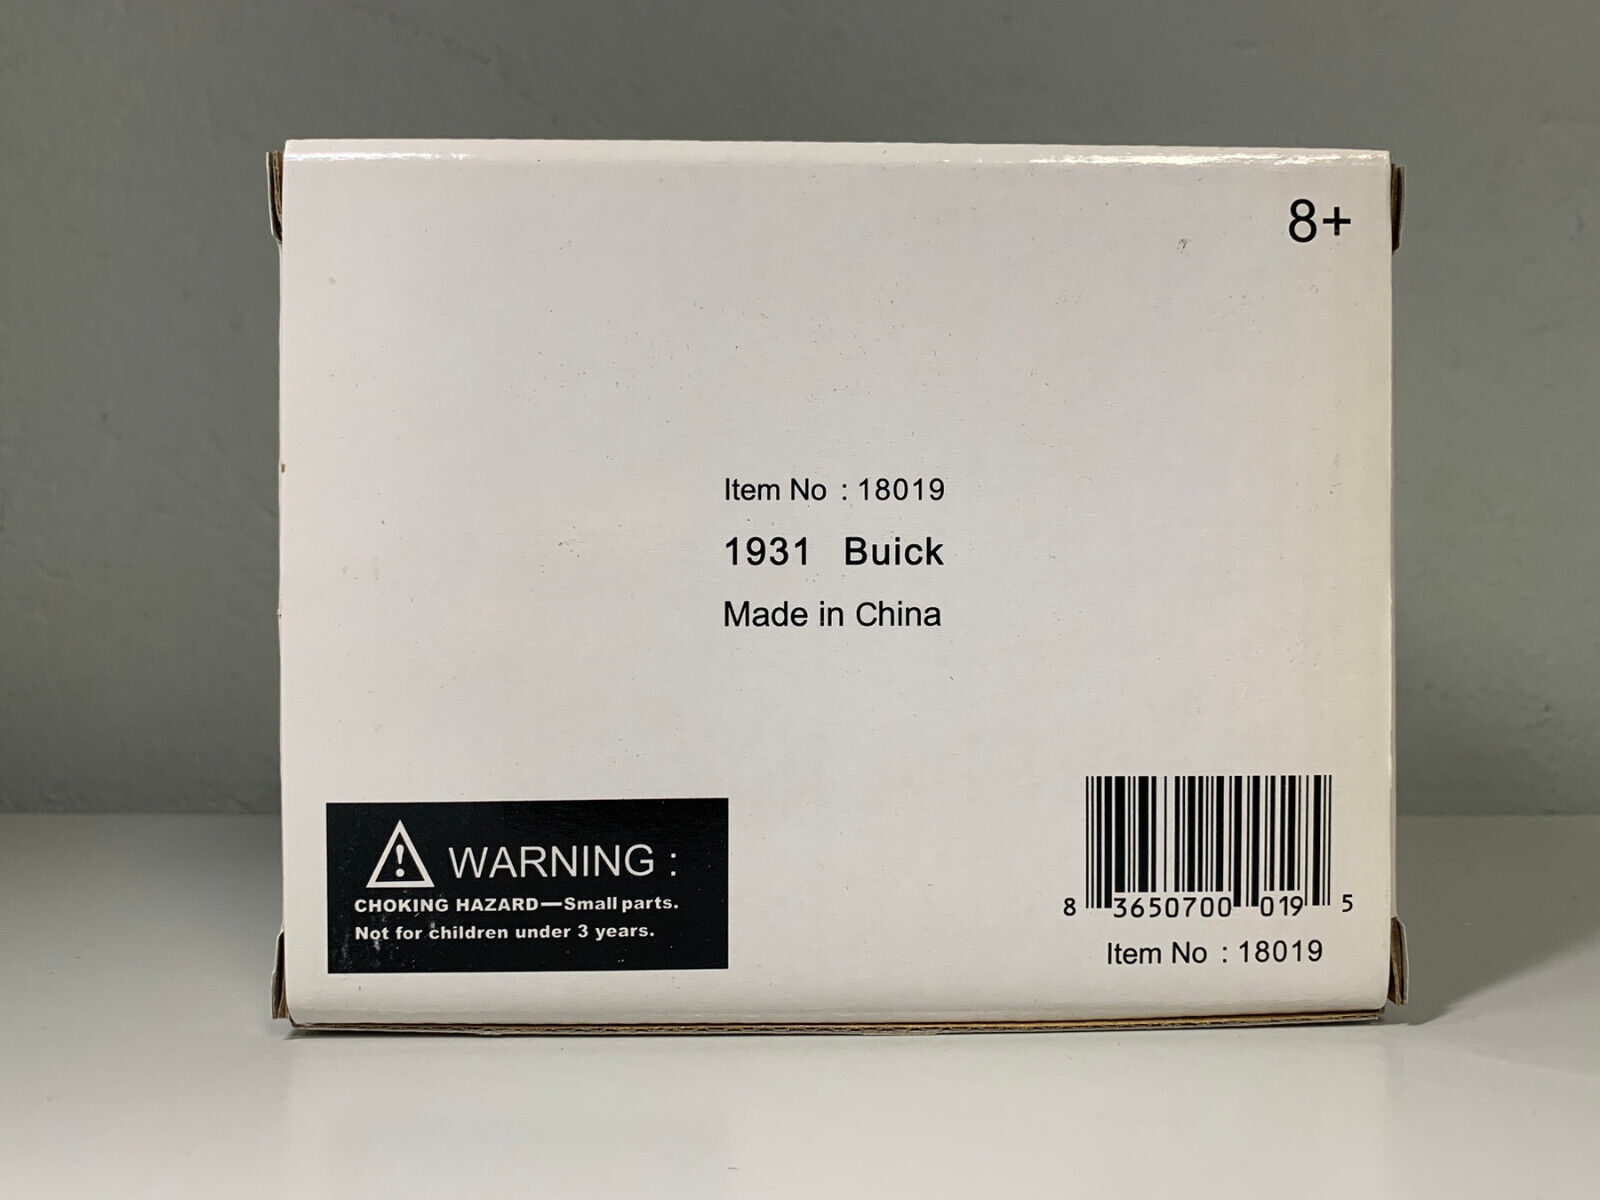 8+
Item No : 18019
1931 Buick
Made in China
WARNING :
CHOKING HAZARD—Small parts.
Not for children under 3 years.
8 3650700 019 5
Item No : 18019